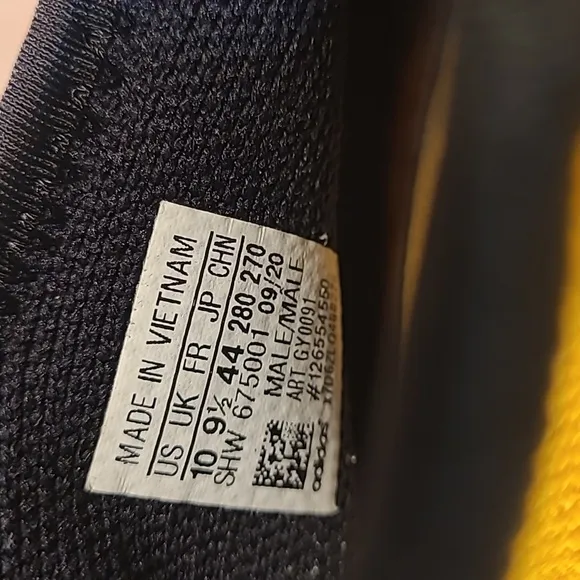 MADE IN VIETNAM
US UK FR JP CHN
10 9½ 44 280 270
SHW 675001 09/20
MALE/MÂLE
ART GY0091
#126554550
adidas